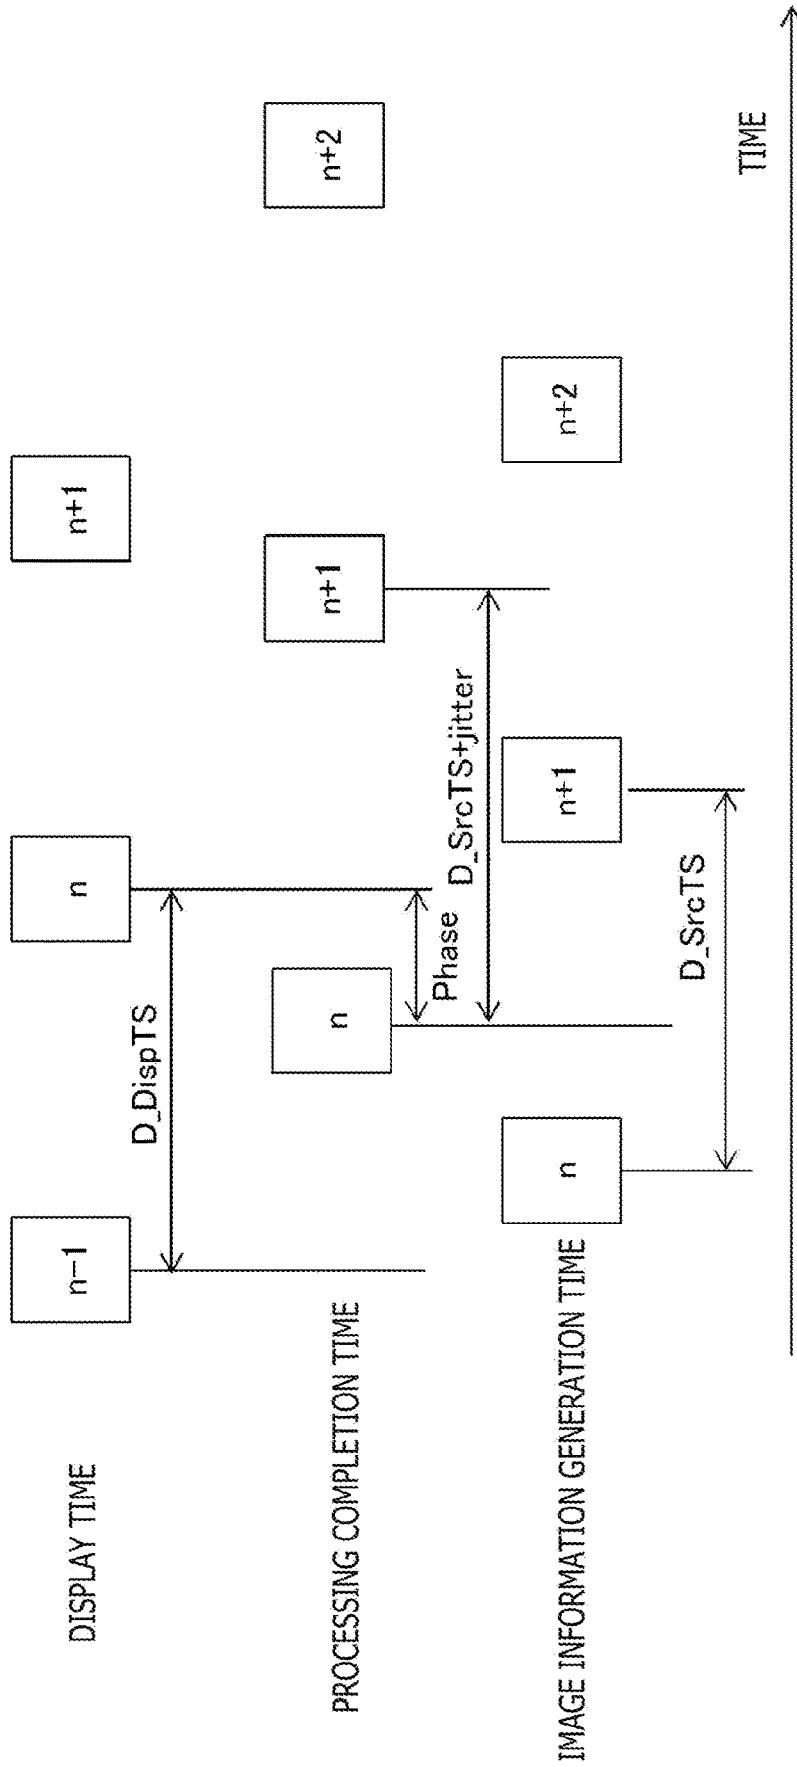 DISPLAY TIME
n-1
n
n+1
D_DispTS
PROCESSING COMPLETION TIME
n
n+1
n+2
Phase
D_SrcTS+jitter
IMAGE INFORMATION GENERATION TIME
n
n+1
n+2
D_SrcTS
TIME